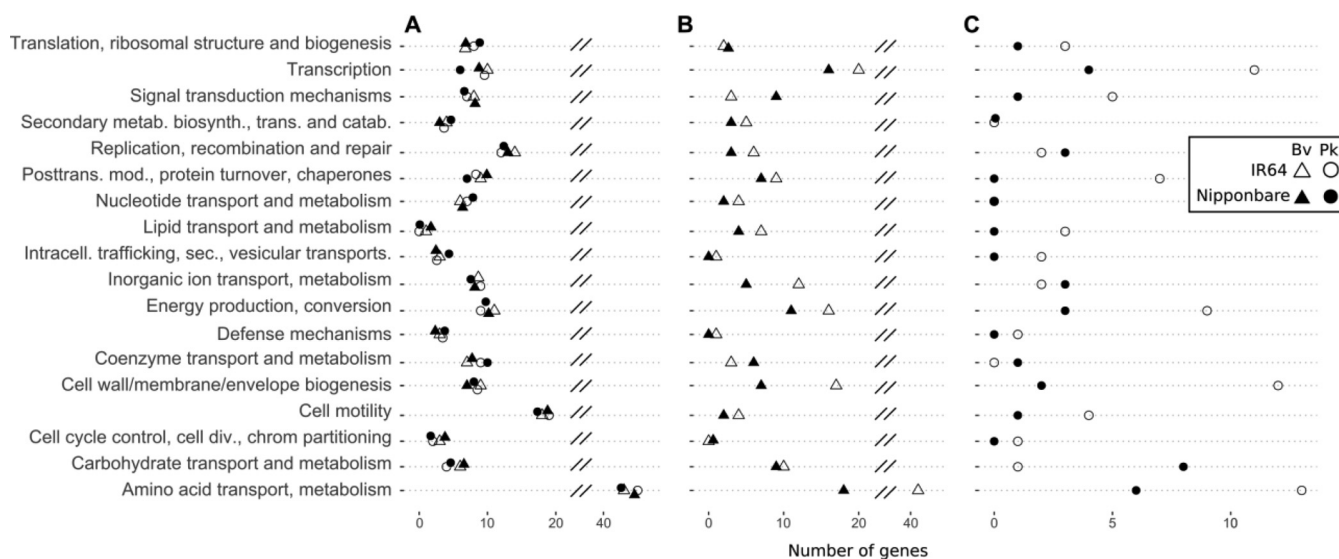 A B C
Translation, ribosomal structure and biogenesis
Transcription
Signal transduction mechanisms
Secondary metab. biosynth., trans. and catab.
Replication, recombination and repair
Posttrans. mod., protein turnover, chaperones
Nucleotide transport and metabolism
Lipid transport and metabolism
Intracell. trafficking, sec., vesicular transports.
Inorganic ion transport, metabolism
Energy production, conversion
Defense mechanisms
Coenzyme transport and metabolism
Cell wall/membrane/envelope biogenesis
Cell motility
Cell cycle control, cell div., chrom partitioning
Carbohydrate transport and metabolism
Amino acid transport, metabolism
Bv Pk
IR64
Nipponbare
0 10 20 40 0 10 20 40 0 5 10
Number of genes